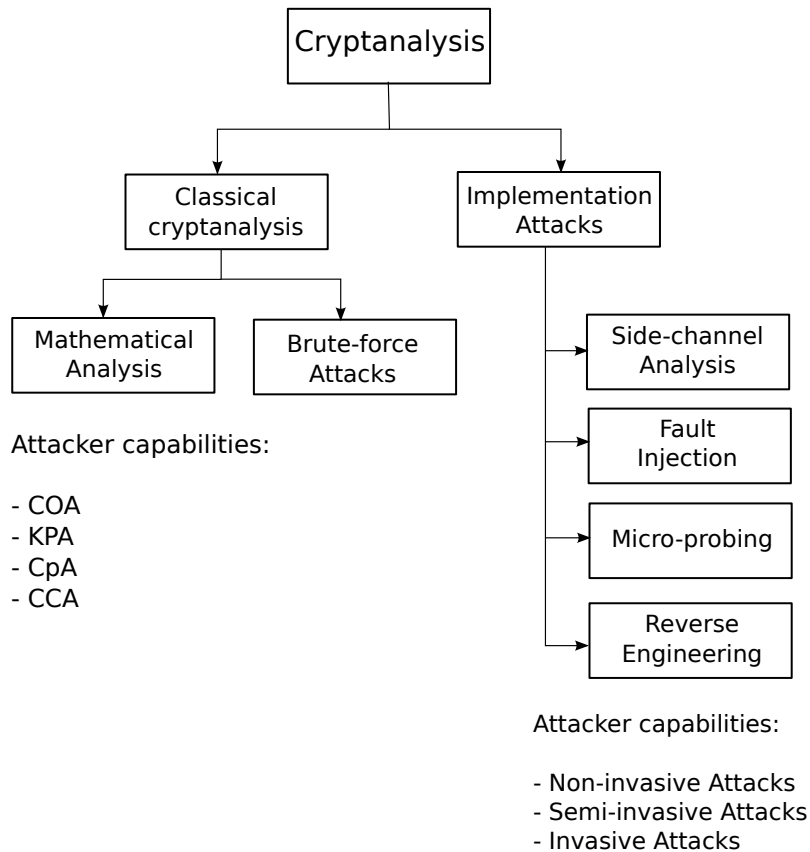 Cryptanalysis
Classical
cryptanalysis
Implementation
Attacks
Mathematical
Analysis
Brute-force
Attacks
Side-channel
Analysis
Fault
Injection
Micro-probing
Reverse
Engineering
Attacker capabilities:
- COA
- KPA
- CpA
- CCA
Attacker capabilities:
- Non-invasive Attacks
- Semi-invasive Attacks
- Invasive Attacks